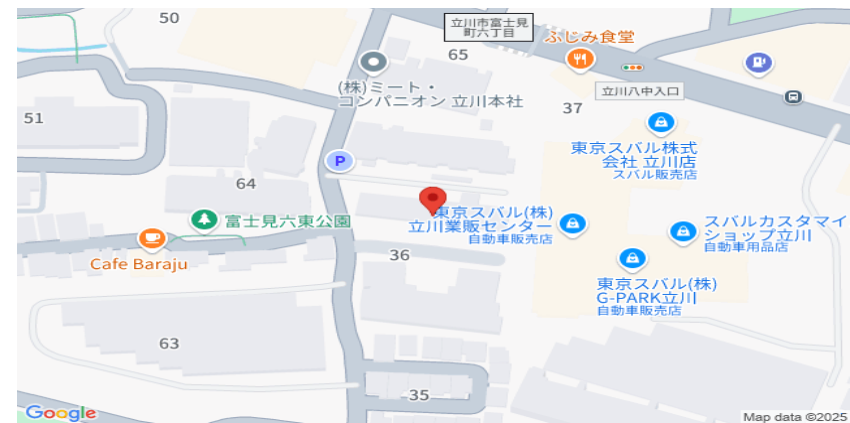 50
立川市富士見
町六丁目
ふじみ食堂
65
(株)ミート・
コンパニオン 立川本社
立川八中入口
37
51
東京スバル株式
会社 立川店
スバル販売店
P
64
富士見六東公園
東京スバル(株)
立川業販センター
自動車販売店
スバルカスタマイ
ショップ立川
自動車用品店
Cafe Baraju
36
東京スバル(株)
G-PARK立川
自動車販売店
63
35
Google
Map data ©2025